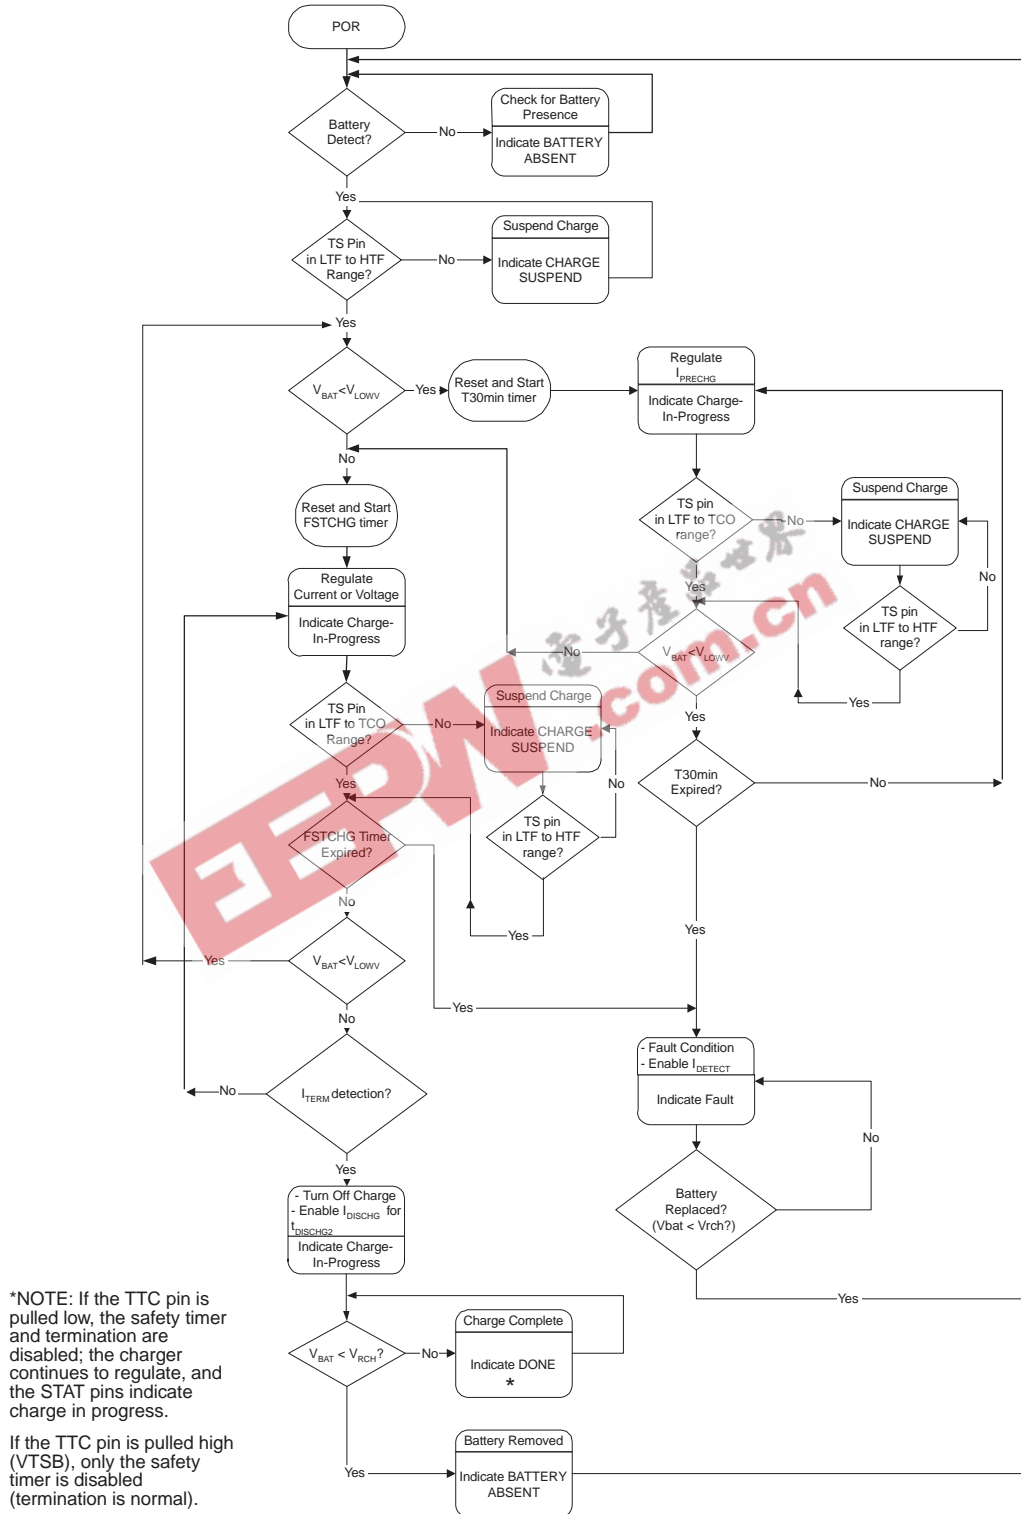 POR
Battery
Detect?
No
Check for Battery
Presence
Indicate BATTERY
ABSENT
Yes
TS Pin
in LTF to HTF
Range?
No
Suspend Charge
Indicate CHARGE
SUSPEND
Yes
VBAT<VLOWV
Yes
Reset and Start
T30min timer
Regulate
IPRECHG
Indicate Charge-
In-Progress
No
Reset and Start
FSTCHG timer
TS pin
in LTF to TCO
range?
No
Suspend Charge
Indicate CHARGE
SUSPEND
No
TS pin
in LTF to HTF
range?
Yes
Yes
Regulate
Current or Voltage
Indicate Charge-
In-Progress
VBAT<VLOWV
No
Yes
TS Pin
in LTF to TCO
Range?
No
Suspend Charge
Indicate CHARGE
SUSPEND
No
TS pin
in LTF to HTF
range?
Yes
Yes
T30min
Expired?
No
Yes
FSTCHG Timer
Expired?
No
Yes
VBAT<VLOWV
Yes
No
ITERM detection?
No
Yes
- Fault Condition
- Enable IDETECT
Indicate Fault
No
Battery
Replaced?
(Vbat < Vrch?)
Yes
- Turn Off Charge
- Enable IDISCHG for
tDISCHG2
Indicate Charge-
In-Progress
VBAT < VRCH?
No
Charge Complete
Indicate DONE
*
Yes
Battery Removed
Indicate BATTERY
ABSENT
*NOTE: If the TTC pin is
pulled low, the safety timer
and termination are
disabled; the charger
continues to regulate, and
the STAT pins indicate
charge in progress.
If the TTC pin is pulled high
(VTSB), only the safety
timer is disabled
(termination is normal).
EEPW
電子產品世界
.com.cn